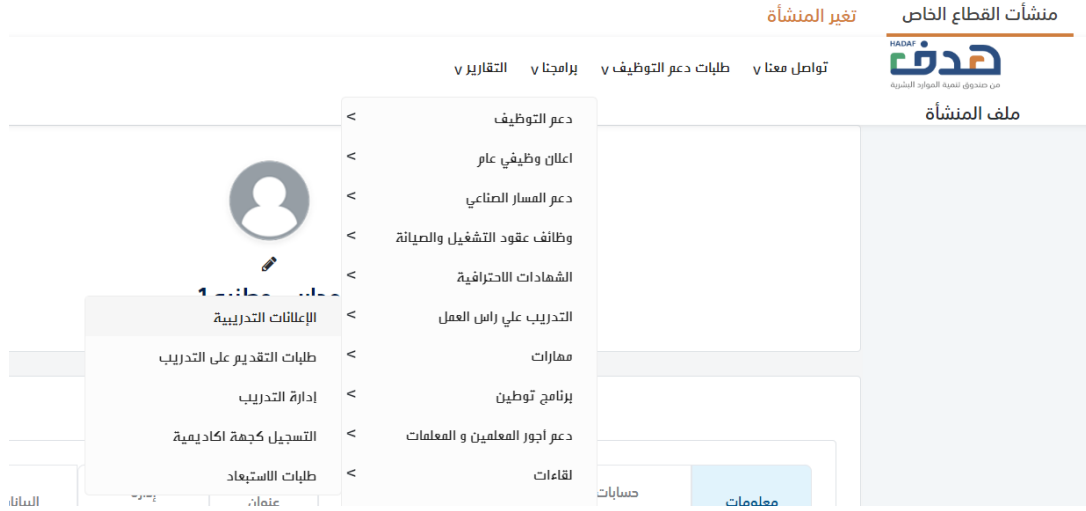 منشأت القطاع الخاص
تغير المنشأة
HADAF
هدف
من صندوق تنمية الموارد البشرية
تواصل معنا
طلبات دعم التوظيف
برامجنا
التقارير
ملف المنشأة
دعم التوظيف
اعلان وظيفي عام
دعم المسار الصناعي
وظائف عقود التشغيل والصيانة
الشهادات الاحترافية
التدريب علي راس العمل
مهارات
برنامج توطين
دعم أجور المعلمين و المعلمات
لقاءات
الإعلانات التدريبية
طلبات التقديم على التدريب
إدارة التدريب
التسجيل كجهة اكاديمية
طلبات الاستبعاد
معلومات
حسابات
عنوان